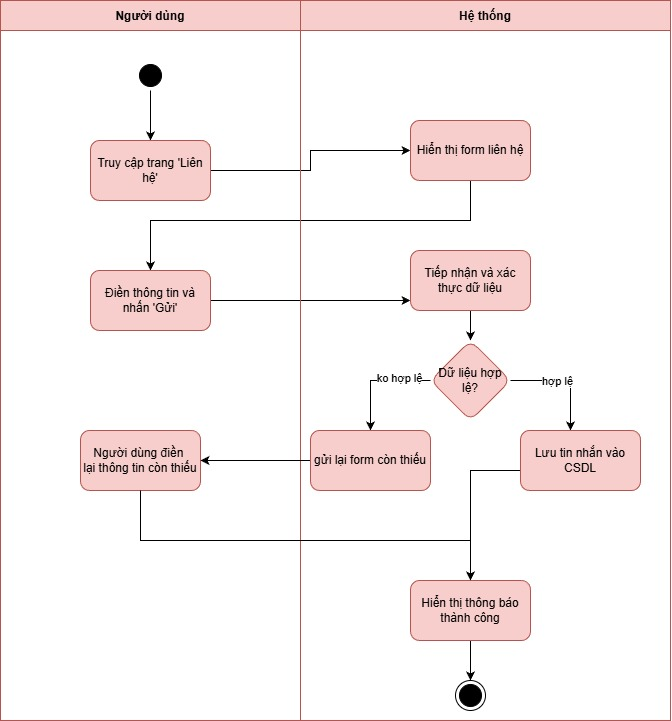 Người dùng
Hệ thống
Truy cập trang 'Liên
hệ'
Hiển thị form liên hệ
Điền thông tin và
nhấn 'Gửi'
Tiếp nhận và xác
thực dữ liệu
Dữ liệu hợp
lệ?
ko hợp lệ
hợp lệ
Người dùng điền
lại thông tin còn thiếu
gửi lại form còn thiếu
Lưu tin nhắn vào
CSDL
Hiển thị thông báo
thành công